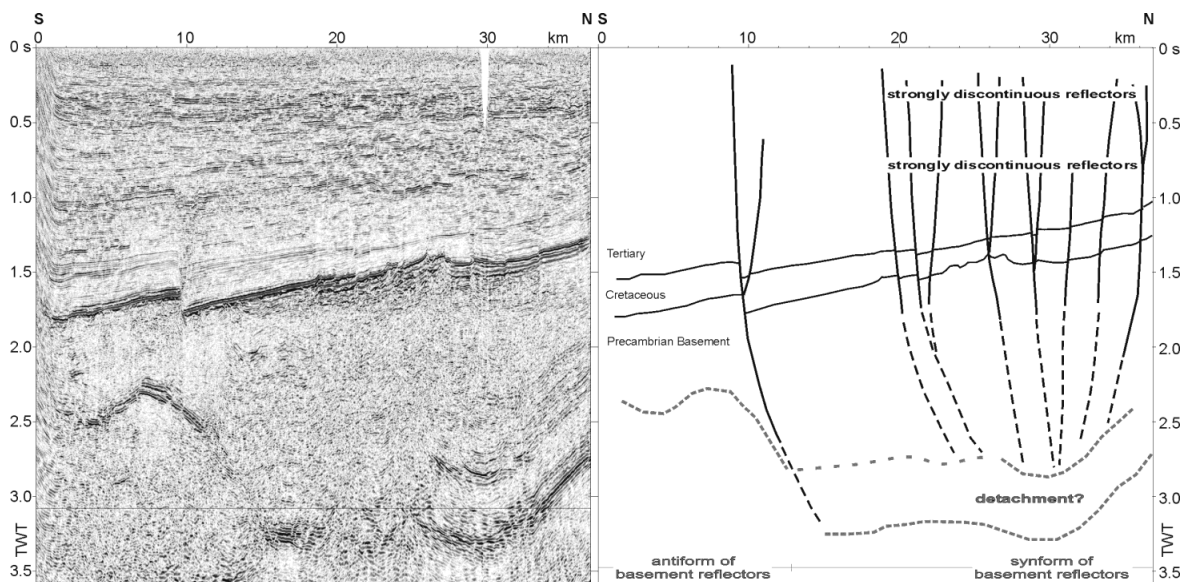 S N
0 s 0 10 20 30 km
0.5
1.0
1.5
2.0
2.5
3.0
TWT
3.5
S N
0 10 20 30 km 0 s
strongly discontinuous reflectors
0.5
strongly discontinuous reflectors
1.0
Tertiary
1.5
Cretaceous
Precambrian Basement
2.0
2.5
detachment?
3.0
TWT
antiform of
basement reflectors
synform of
basement reflectors
3.5